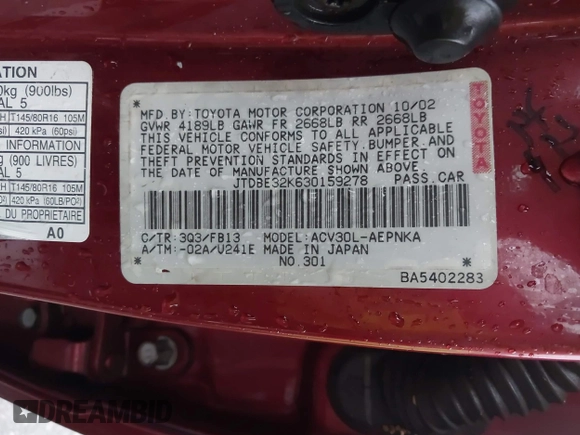 ATION
0kg (900lbs)
AL 5
H T145/80R16 105M
) 420 kPa (60psi)
INFORMATION
g (900 LIVRES)
AL 5
T145/80R16 105M
420 kPa (60LB/PO²)
A0
MFD. BY: TOYOTA MOTOR CORPORATION 10/02
GVWR 4189LB GAWR FR 2668LB RR 2668LB
THIS VEHICLE CONFORMS TO ALL APPLICABLE
FEDERAL MOTOR VEHICLE SAFETY, BUMPER, AND
THEFT PREVENTION STANDARDS IN EFFECT ON
THE DATE OF MANUFACTURE SHOWN ABOVE.
JTDBE32K630159278 PASS. CAR
C/TR: 3Q3/FB13 MODEL: ACV30L-AEPNKA
A/TM: -02A/U241E MADE IN JAPAN
NO. 301
BA5402283
TOYOTA
DREAMBID